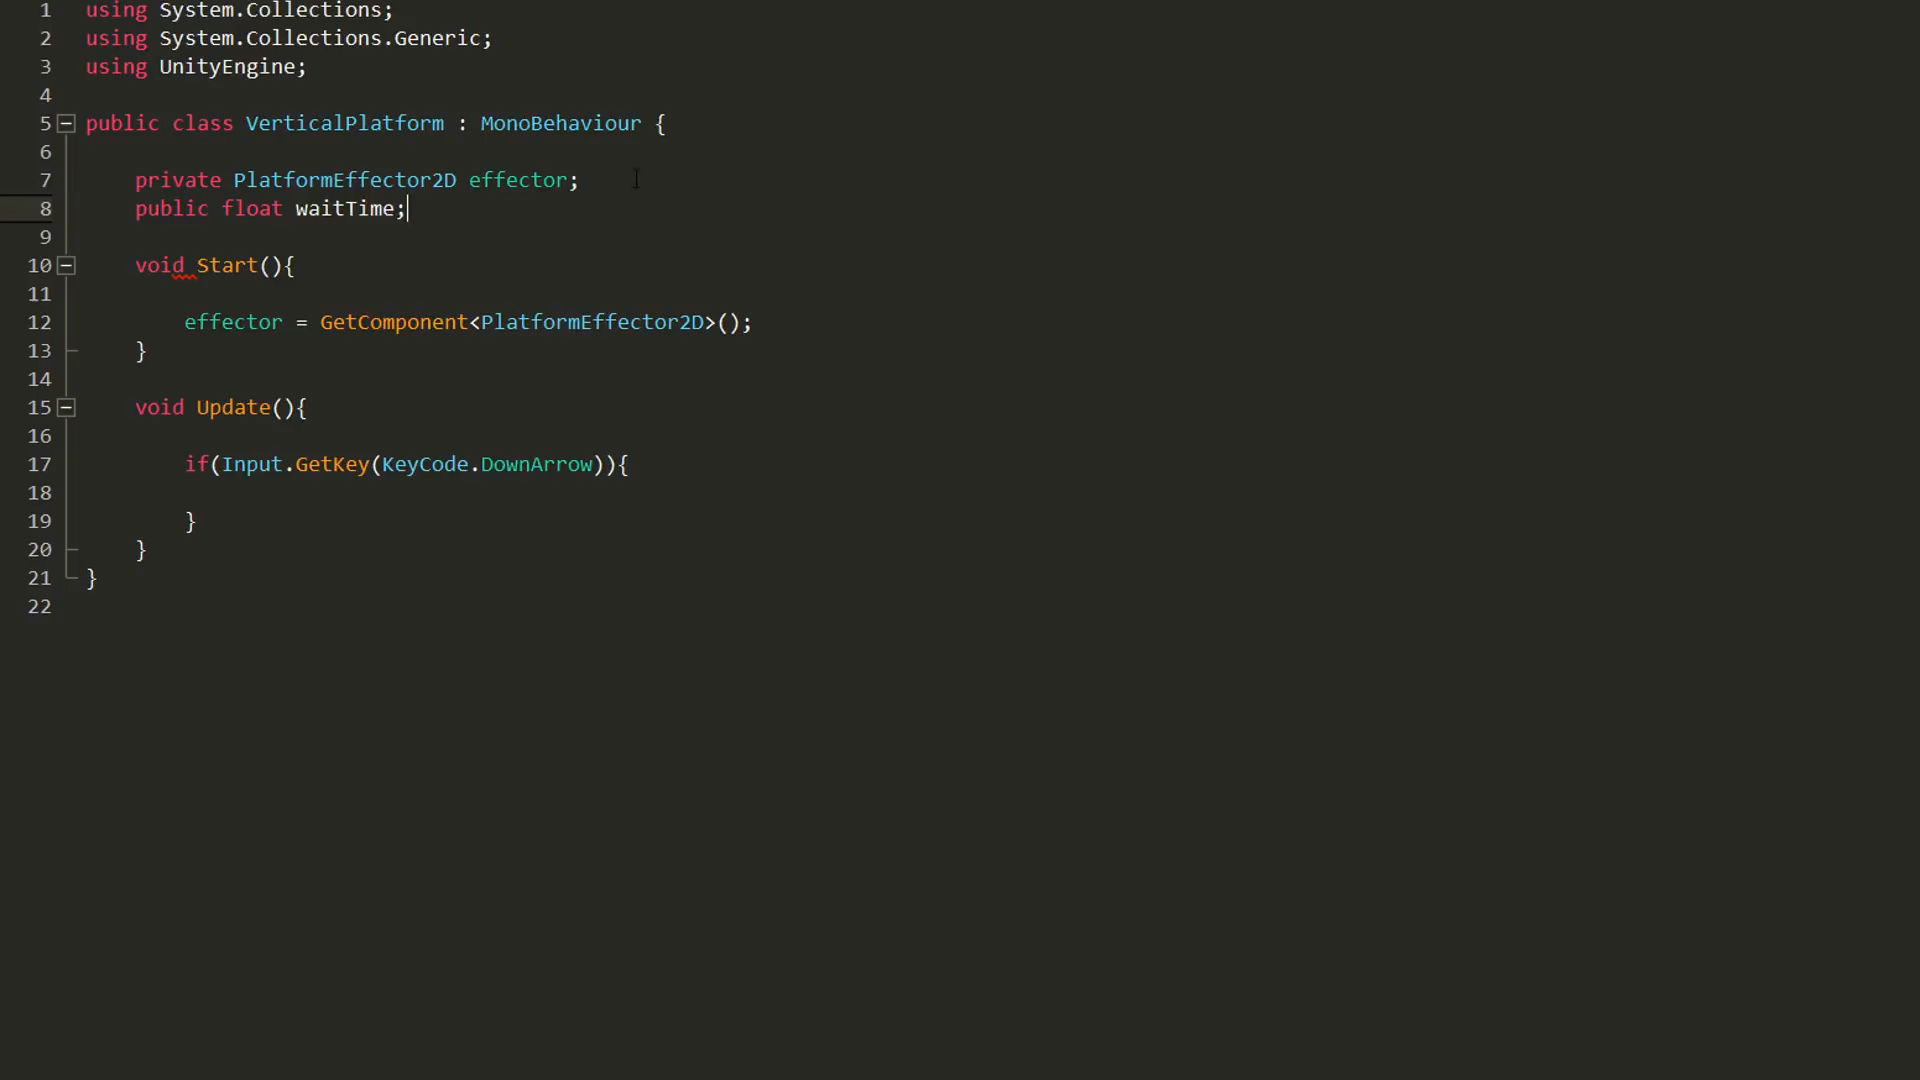 1 using System.Collections;
2 using System.Collections.Generic;
3 using UnityEngine;
4
5 public class VerticalPlatform : MonoBehaviour {
6
7 private PlatformEffector2D effector;
8 public float waitTime;
9
10 void Start(){
11
12 effector = GetComponent<PlatformEffector2D>();
13 }
14
15 void Update(){
16
17 if(Input.GetKey(KeyCode.DownArrow)){
18
19 }
20 }
21 }
22